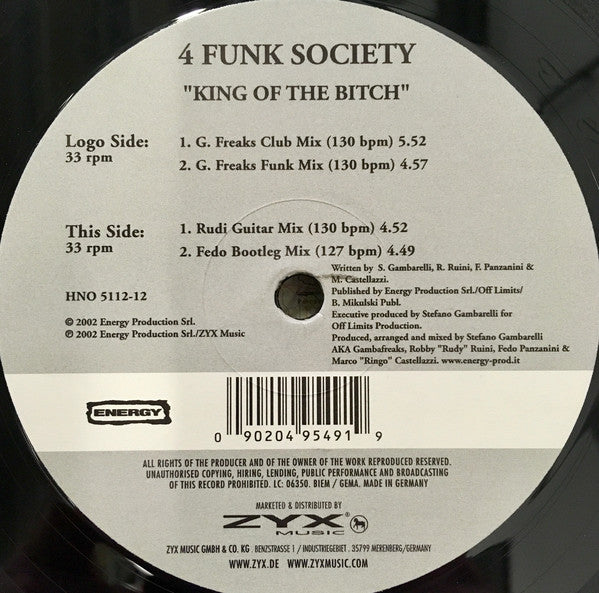 4 FUNK SOCIETY
"KING OF THE BITCH"
Logo Side:
33 rpm
1. G. Freaks Club Mix (130 bpm) 5.52
2. G. Freaks Funk Mix (130 bpm) 4.57
This Side:
33 rpm
1. Rudi Guitar Mix (130 bpm) 4.52
2. Fedo Bootleg Mix (127 bpm) 4.49
HNO 5112-12
© 2002 Energy Production Srl.
℗ 2002 Energy Production Srl./ZYX Music
Written by S. Gambarelli, R. Ruini, F. Panzanini &
M. Castellazzi.
Published by Energy Production Srl./Off Limits/
B. Mikulski Publ.
Executive produced by Stefano Gambarelli for
Off Limits Production.
Produced, arranged and mixed by Stefano Gambarelli
AKA Gambafreaks, Robby "Rudy" Ruini, Fedo Panzanini &
Marco "Ringo" Castellazzi. www.energy-prod.it
ENERGY
0 90204 95491 9
ALL RIGHTS OF THE PRODUCER AND OF THE OWNER OF THE WORK REPRODUCED RESERVED.
UNAUTHORISED COPYING, HIRING, LENDING, PUBLIC PERFORMANCE AND BROADCASTING
OF THIS RECORD PROHIBITED. LC: 06350. BIEM / GEMA. MADE IN GERMANY
MARKETED & DISTRIBUTED BY
ZYX®
MUSIC
ZYX MUSIC GMBH & CO. KG . BENZSTRASSE 1 / INDUSTRIEGEBIET . 35799 MERENBERG/GERMANY
WWW.ZYX.DE WWW.ZYXMUSIC.COM